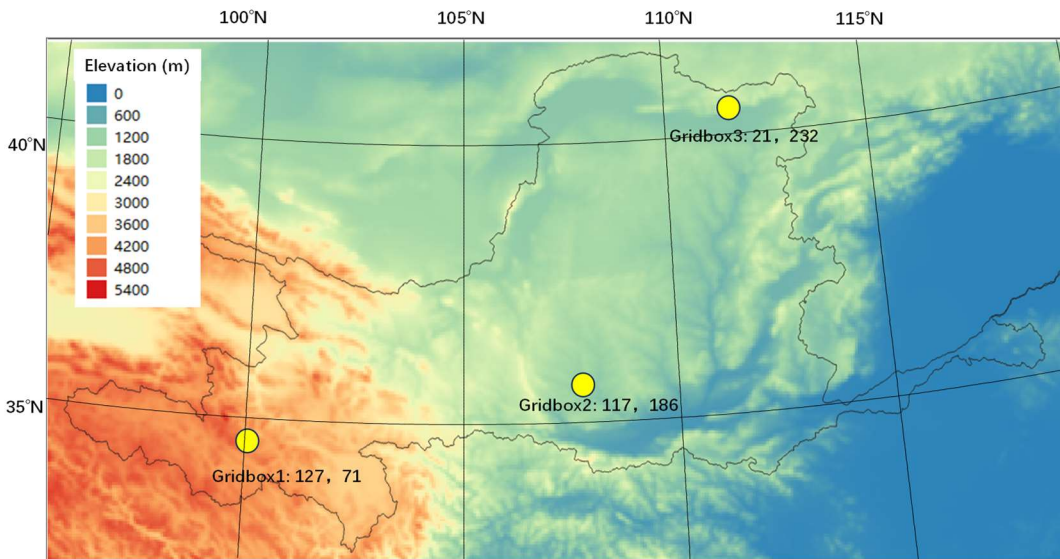 100°N 105°N 110°N 115°N
Elevation (m)
0
600
1200
1800
2400
3000
3600
4200
4800
5400
40°N
Gridbox3: 21，232
35°N
Gridbox2: 117，186
Gridbox1: 127，71